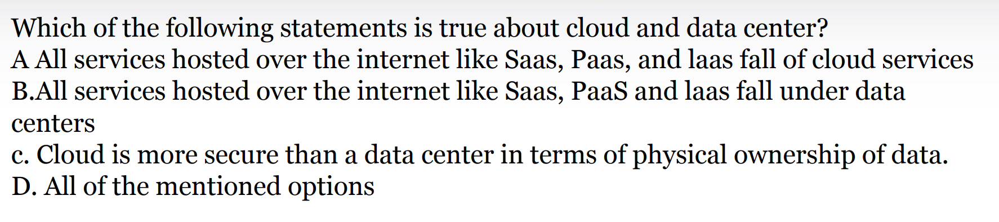 Which of the following statements is true about cloud and data center?
A All services hosted over the internet like Saas, Paas, and laas fall of cloud services
B.All services hosted over the internet like Saas, PaaS and laas fall under data
centers
c. Cloud is more secure than a data center in terms of physical ownership of data.
D. All of the mentioned options